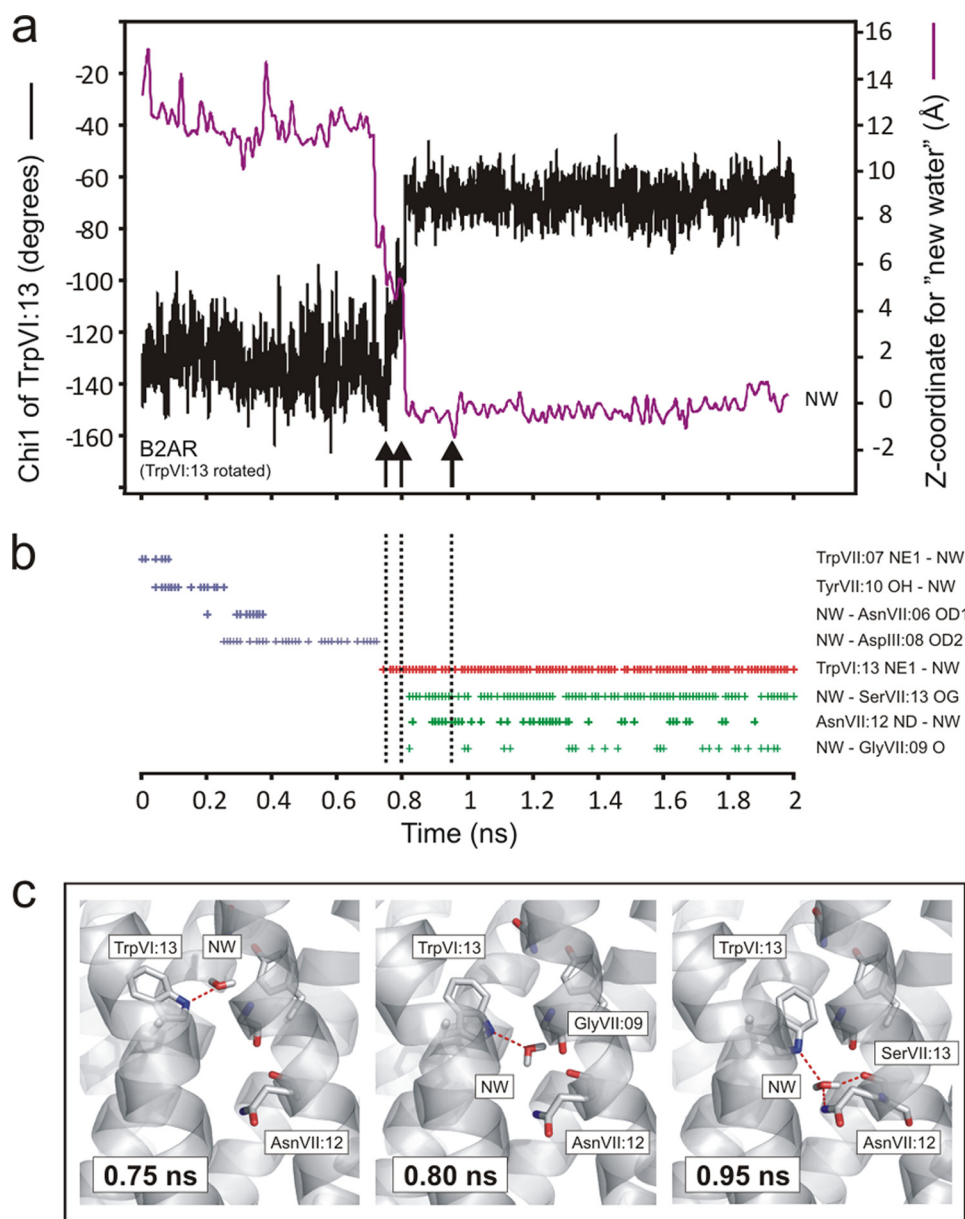 a
Chi1 of TrpVI:13 (degrees)
-20
-40
-60
-80
-100
-120
-140
-160
16
14
12
10
8
6
4
2
0
-2
Z-coordinate for "new water" (Å)
NW
B2AR
(TrpVI:13 rotated)
b
TrpVII:07 NE1 - NW
TyrVII:10 OH - NW
NW - AsnVII:06 OD1
NW - AspIII:08 OD2
TrpVI:13 NE1 - NW
NW - SerVII:13 OG
AsnVII:12 ND - NW
NW - GlyVII:09 O
0 0.2 0.4 0.6 0.8 1 1.2 1.4 1.6 1.8 2
Time (ns)
c
TrpVI:13
NW
AsnVII:12
0.75 ns
TrpVI:13
GlyVII:09
NW
AsnVII:12
0.80 ns
TrpVI:13
SerVII:13
NW
AsnVII:12
0.95 ns